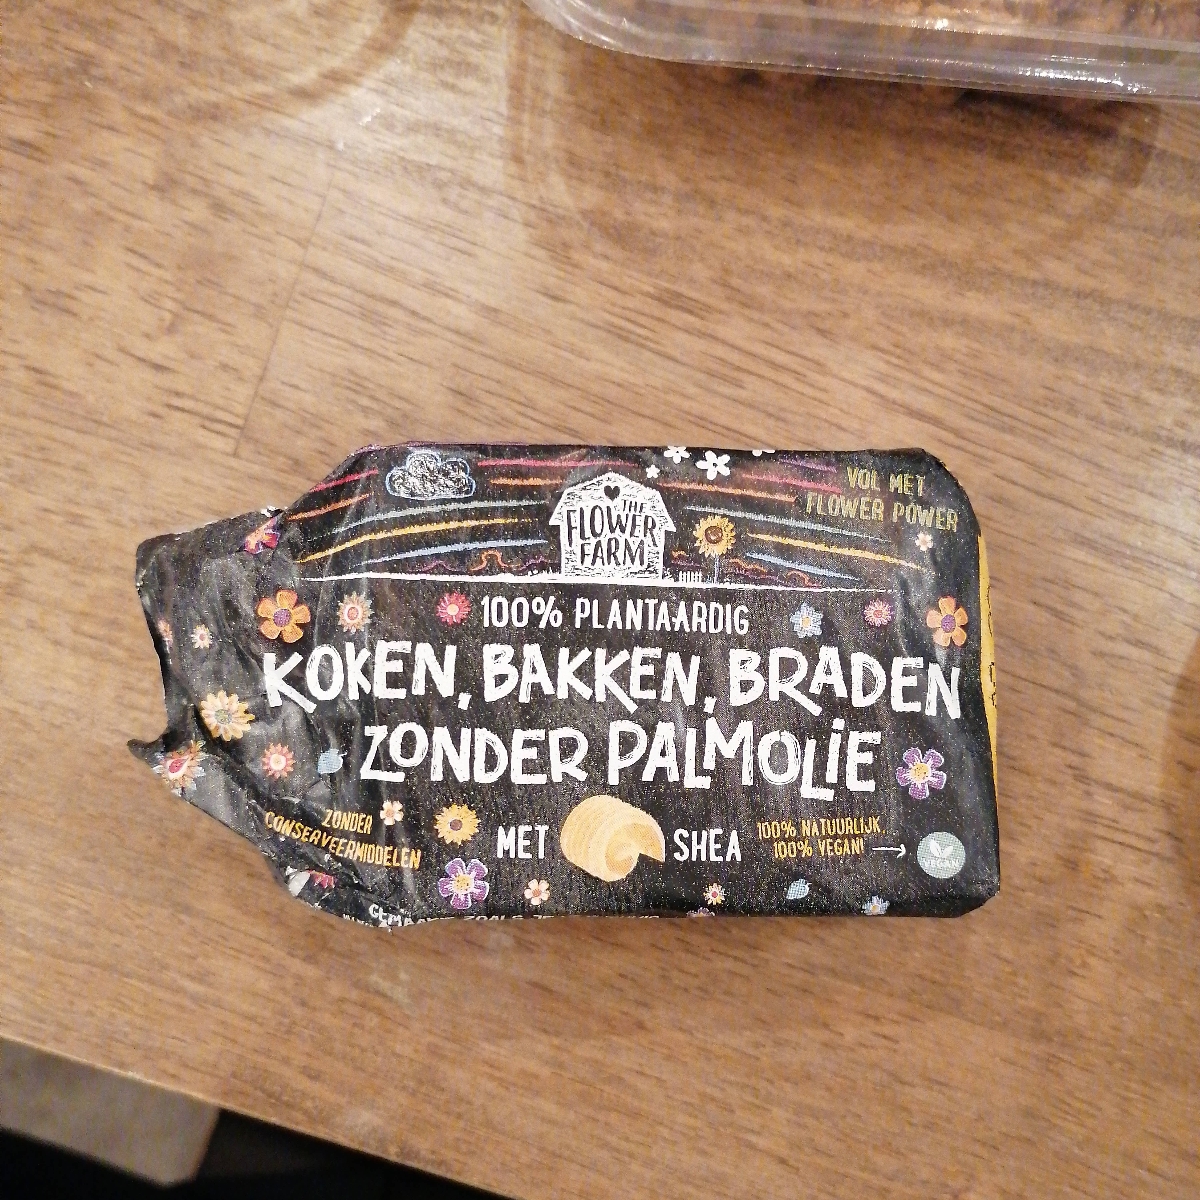 VOL MET
FLOWER POWER
THE
FLOWER
FARM
100% PLANTAARDIG
KOKEN, BAKKEN, BRADEN
ZONDER PALMOLIE
ZONDER
CONSERVEERMIDDELEN
MET SHEA
100% NATUURLIJK,
100% VEGAN!
VEGAN